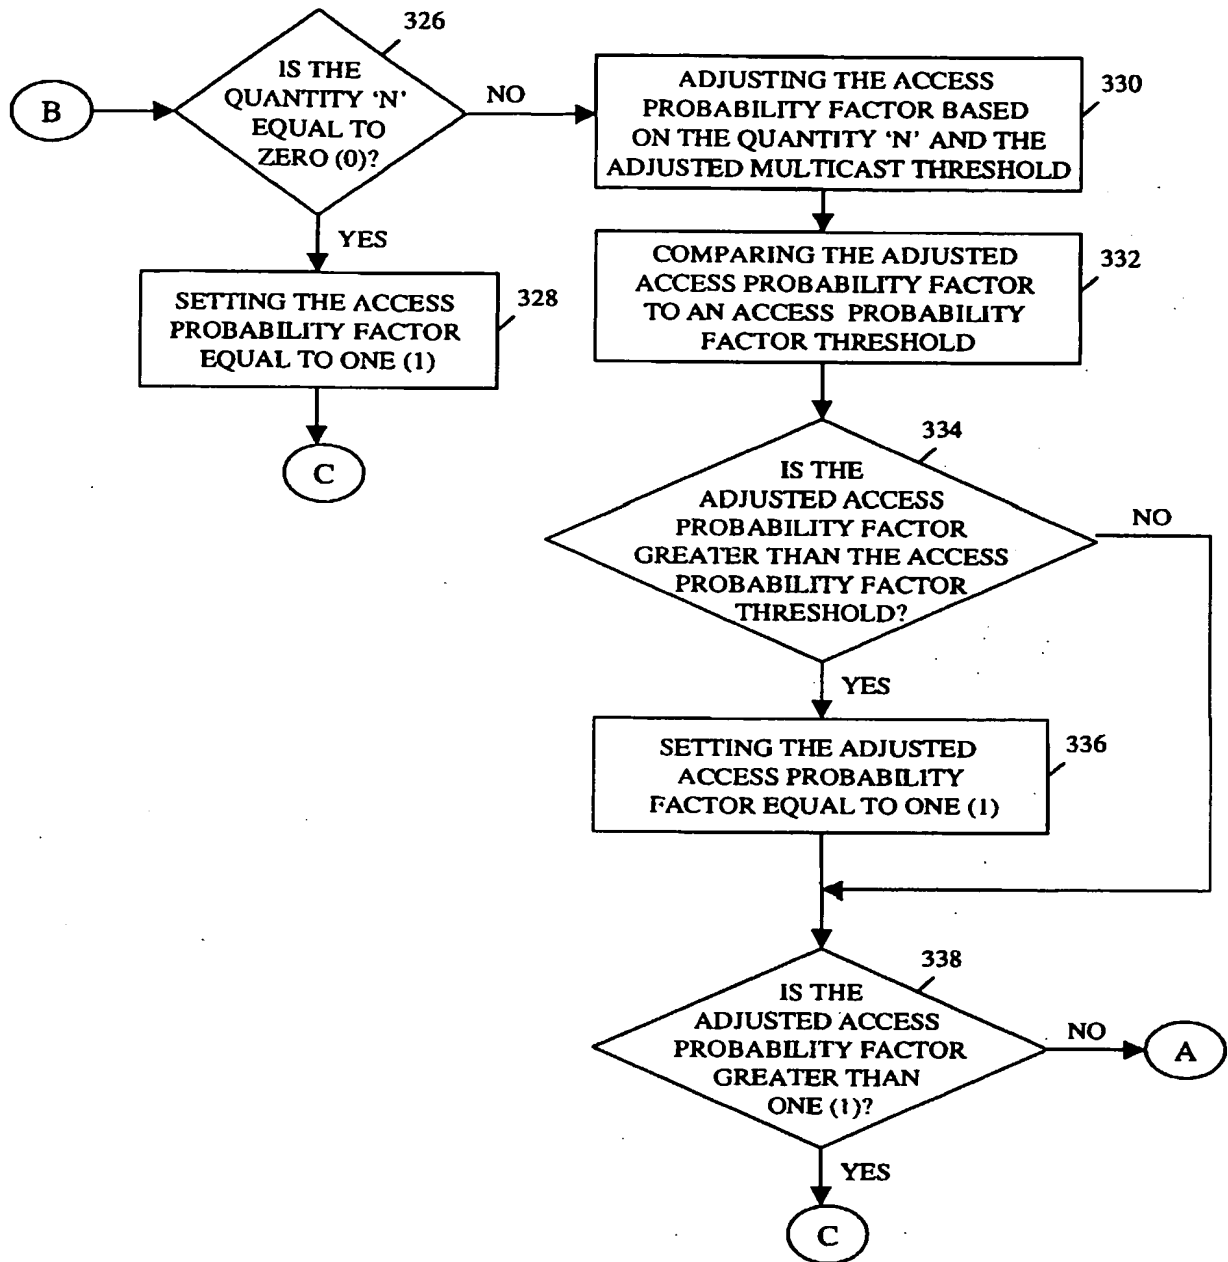 326
B
IS THE
QUANTITY ‘N’
EQUAL TO
ZERO (0)?
NO
ADJUSTING THE ACCESS
PROBABILITY FACTOR BASED
ON THE QUANTITY ‘N’ AND THE
ADJUSTED MULTICAST THRESHOLD
330
YES
SETTING THE ACCESS
PROBABILITY FACTOR
EQUAL TO ONE (1)
328
C
COMPARING THE ADJUSTED
ACCESS PROBABILITY FACTOR
TO AN ACCESS PROBABILITY
FACTOR THRESHOLD
332
334
IS THE
ADJUSTED ACCESS
PROBABILITY FACTOR
GREATER THAN THE ACCESS
PROBABILITY FACTOR
THRESHOLD?
NO
YES
SETTING THE ADJUSTED
ACCESS PROBABILITY
FACTOR EQUAL TO ONE (1)
336
338
IS THE
ADJUSTED ACCESS
PROBABILITY FACTOR
GREATER THAN
ONE (1)?
NO
A
YES
C